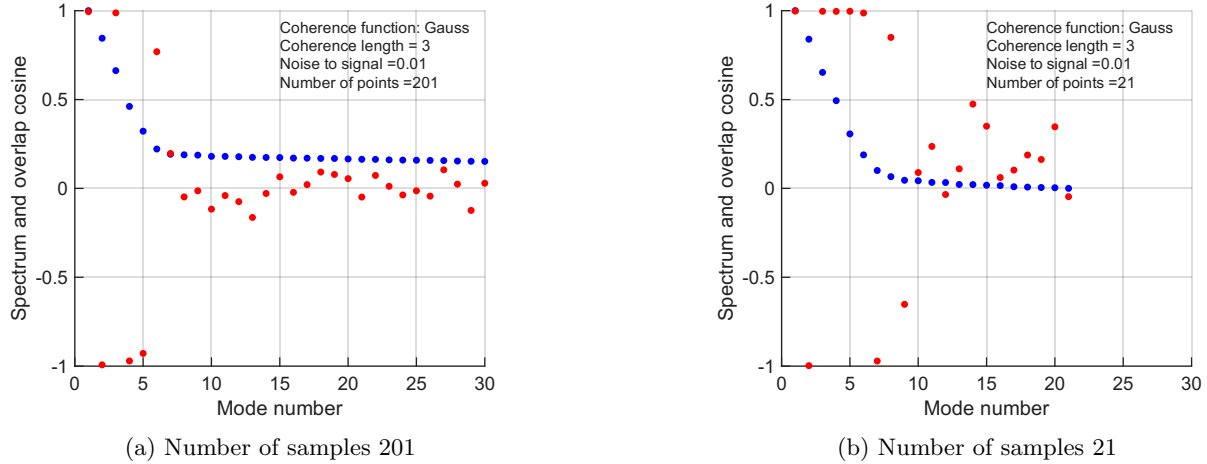 Spectrum and overlap cosine
1
0.5
0
-0.5
-1
0 5 10 15 20 25 30
Mode number
Coherence function: Gauss
Coherence length = 3
Noise to signal =0.01
Number of points =201
(a) Number of samples 201
Spectrum and overlap cosine
1
0.5
0
-0.5
-1
0 5 10 15 20 25 30
Mode number
Coherence function: Gauss
Coherence length = 3
Noise to signal =0.01
Number of points =21
(b) Number of samples 21